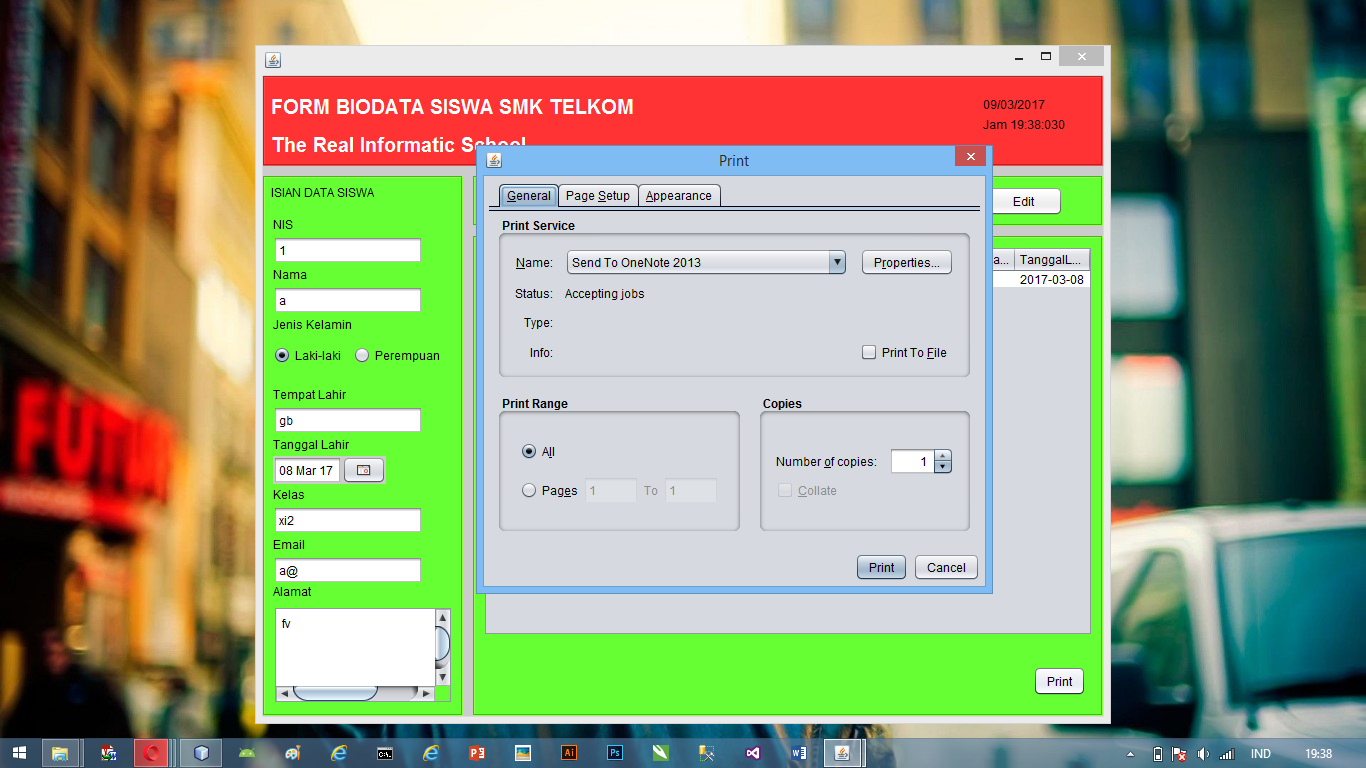 FORM BIODATA SISWA SMK TELKOM
The Real Informatic School
09/03/2017
Jam 19:38:030
ISIAN DATA SISWA
NIS
1
Nama
a
Jenis Kelamin
Laki-laki Perempuan
Tempat Lahir
gb
Tanggal Lahir
08 Mar 17
Kelas
xi2
Email
a@
Alamat
fv
Edit
a... TanggalL...
2017-03-08
Print
Print
General Page Setup Appearance
Print Service
Name: Send To OneNote 2013 Properties...
Status: Accepting jobs
Type:
Info: Print To File
Print Range
All
Pages 1 To 1
Copies
Number of copies: 1
Collate
Print Cancel
IND 19:38